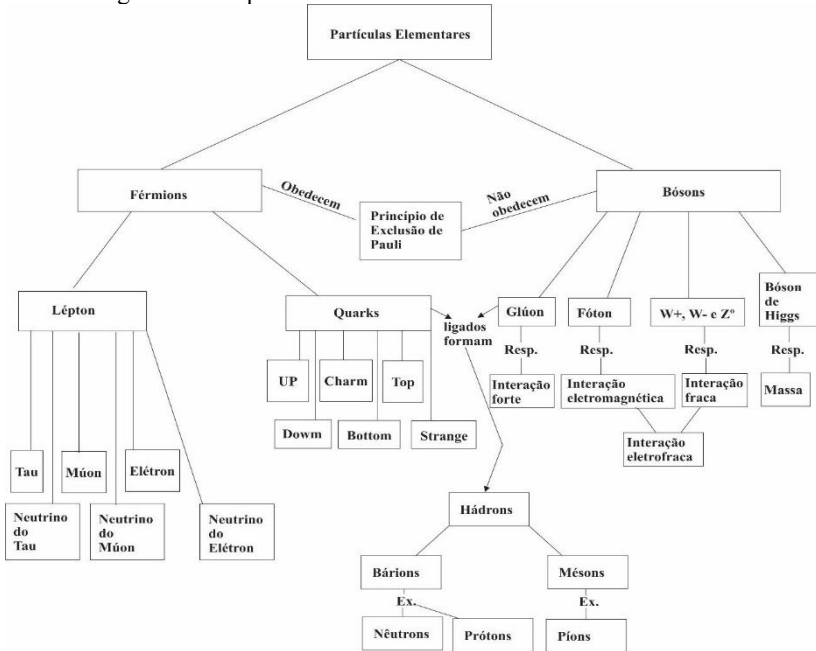 Partículas Elementares
Férmions
Obedecem
Princípio de
Exclusão de
Pauli
Não
obedecem
Bósons
Lépton
Quarks
ligados
formam
Glúon
Fóton
W+, W- e Zº
Bóson
de
Higgs
Resp.
Resp.
Resp.
Resp.
Interação
forte
Interação
eletromagnética
Interação
fraca
Massa
Interação
eletrofraca
UP
Charm
Top
Dowm
Bottom
Strange
Tau
Múon
Elétron
Neutrino
do
Tau
Neutrino
do
Múon
Neutrino
do
Elétron
Hádrons
Bárions
Mésons
Ex.
Ex.
Nêutrons
Prótons
Píons